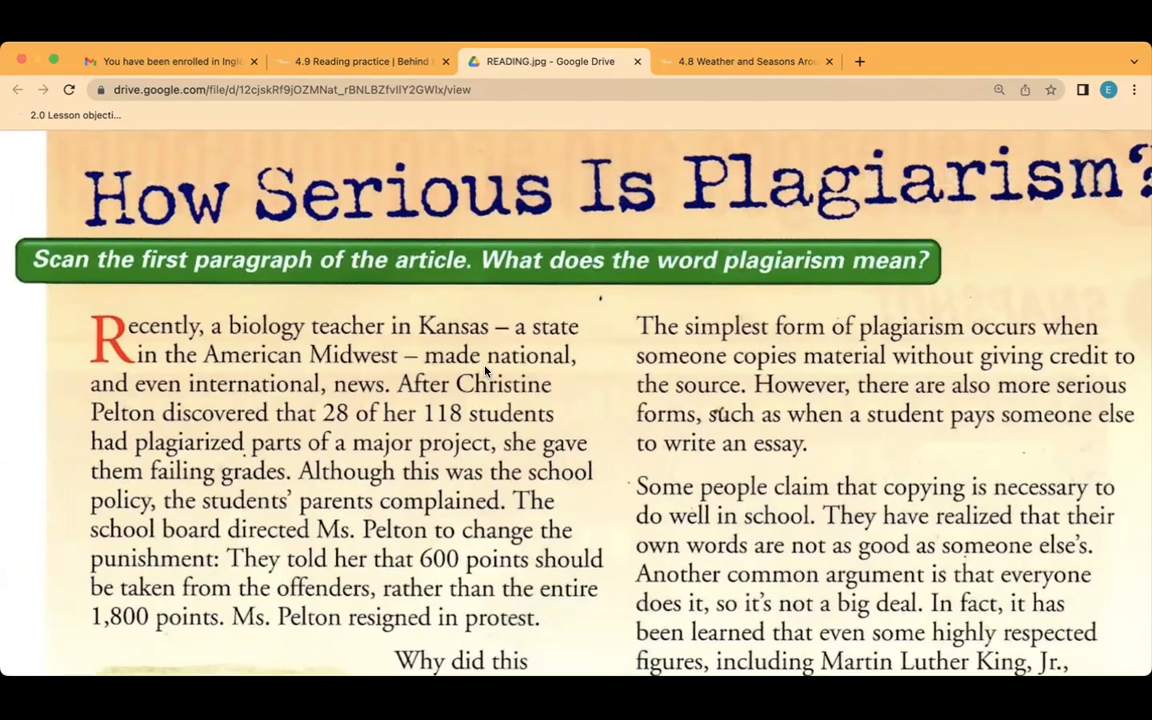 You have been enrolled in Ingl
4.9 Reading practice | Behind
READING.jpg - Google Drive
4.8 Weather and Seasons Arou
drive.google.com/file/d/12cjskRf9jOZMNat_rBNLBZfvIIY2GWIx/view
E
2.0 Lesson objecti...
How Serious Is Plagiarism?
Scan the first paragraph of the article. What does the word plagiarism mean?
Recently, a biology teacher in Kansas – a state
in the American Midwest – made national,
and even international, news. After Christine
Pelton discovered that 28 of her 118 students
had plagiarized parts of a major project, she gave
them failing grades. Although this was the school
policy, the students’ parents complained. The
school board directed Ms. Pelton to change the
punishment: They told her that 600 points should
be taken from the offenders, rather than the entire
1,800 points. Ms. Pelton resigned in protest.
Why did this
The simplest form of plagiarism occurs when
someone copies material without giving credit to
the source. However, there are also more serious
forms, such as when a student pays someone else
to write an essay.
Some people claim that copying is necessary to
do well in school. They have realized that their
own words are not as good as someone else’s.
Another common argument is that everyone
does it, so it’s not a big deal. In fact, it has
been learned that even some highly respected
figures, including Martin Luther King, Jr.,